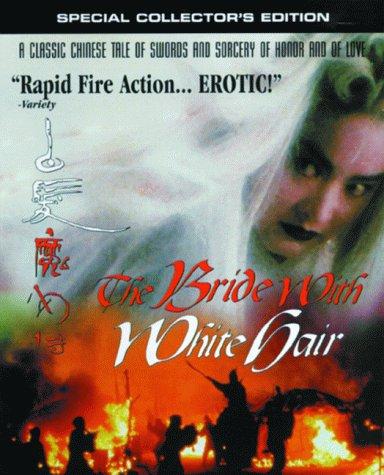 SPECIAL COLLECTOR'S EDITION
A CLASSIC CHINESE TALE OF SWORDS AND SORCERY OF HONOR AND OF LOVE
"Rapid Fire Action... EROTIC!"
-Variety
白髮魔女傳
The Bride With
White Hair